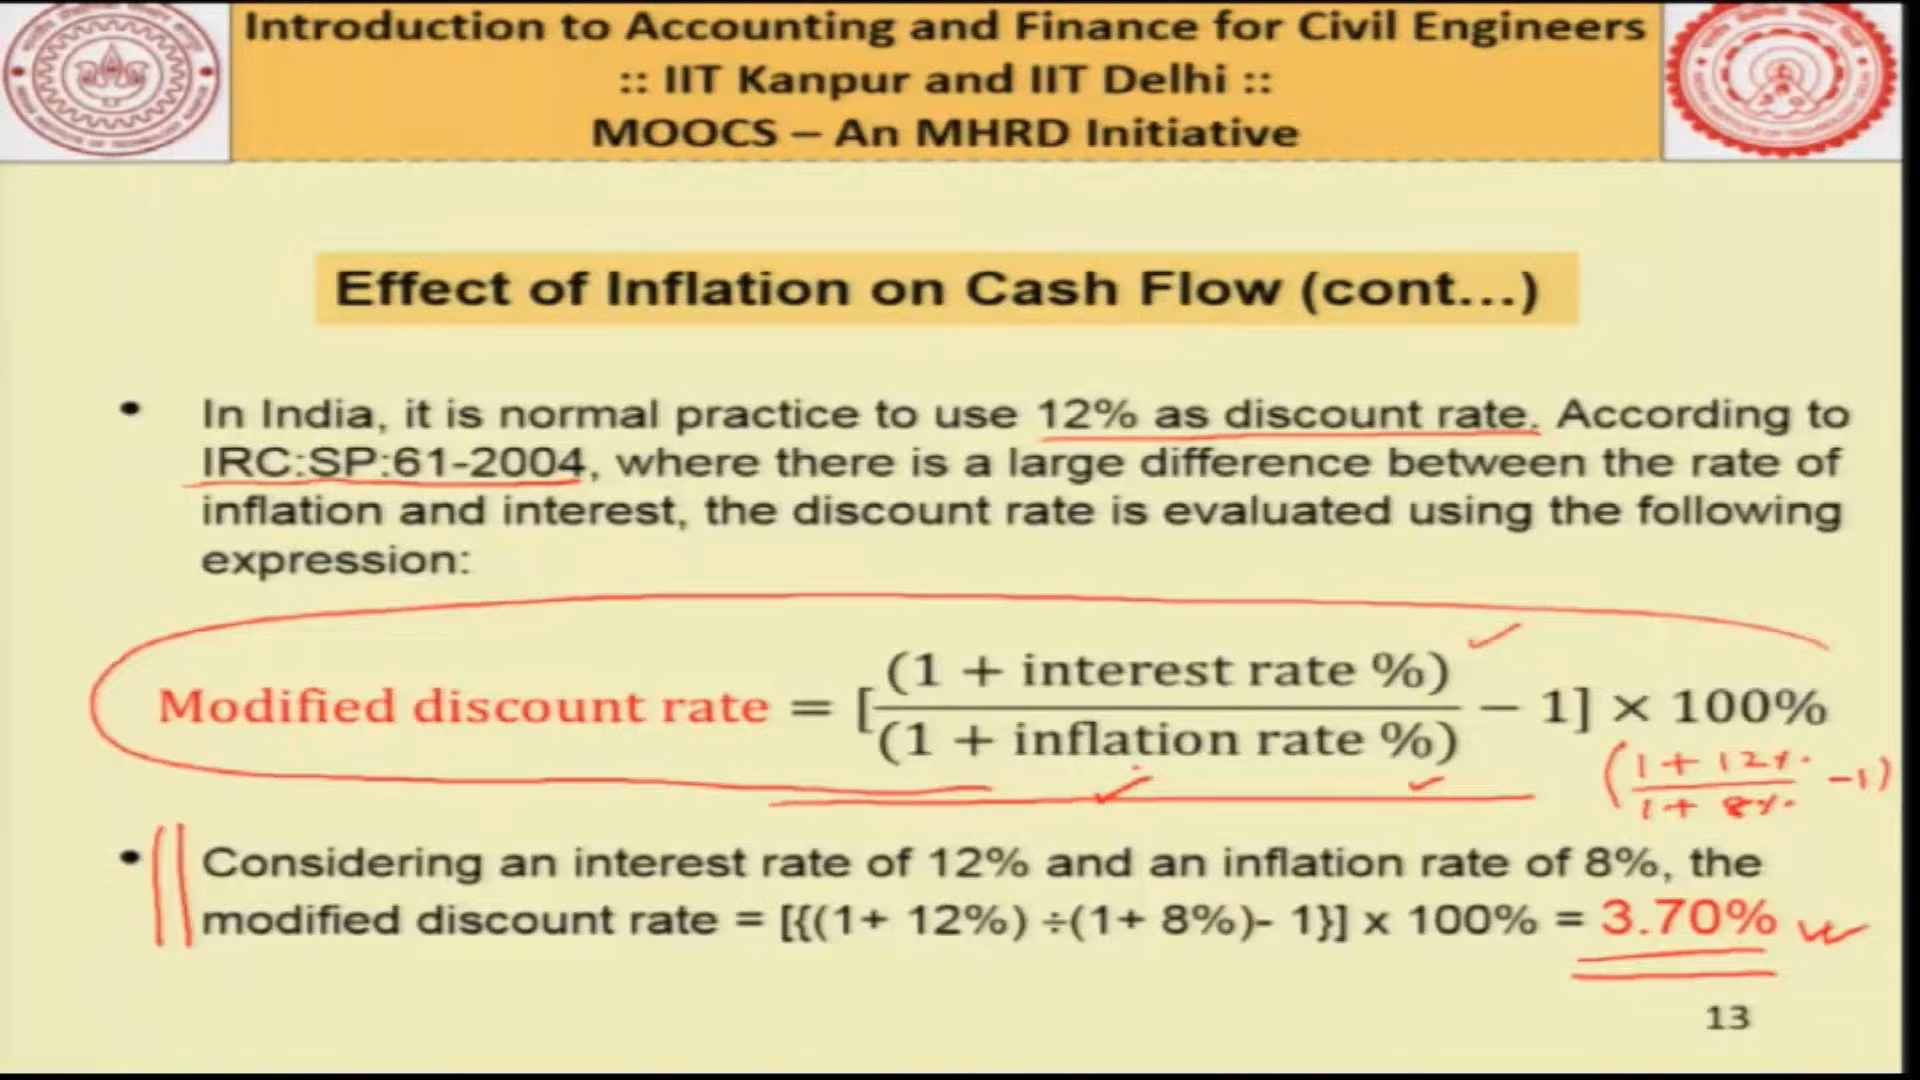 Introduction to Accounting and Finance for Civil Engineers
:: IIT Kanpur and IIT Delhi ::
MOOCS – An MHRD Initiative
Effect of Inflation on Cash Flow (cont...)
• In India, it is normal practice to use 12% as discount rate. According to
IRC:SP:61-2004, where there is a large difference between the rate of
inflation and interest, the discount rate is evaluated using the following
expression:
Modified discount rate = [(1 + interest rate %) / (1 + inflation rate %) − 1] × 100%
(1 + 12% / 1 + 8% − 1)
• Considering an interest rate of 12% and an inflation rate of 8%, the
modified discount rate = [{(1+ 12%) ÷(1+ 8%)- 1}] x 100% = 3.70%
13